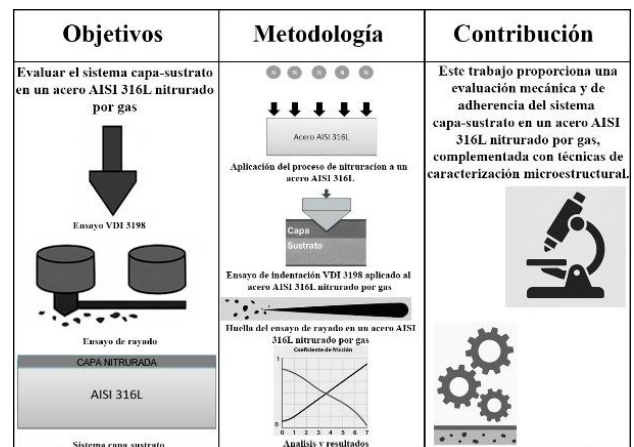 Objetivos
Evaluar el sistema capa-sustrato
en un acero AISI 316L nitrurado
por gas
Ensayo VDI 3198
Ensayo de rayado
CAPA NITRURADA
AISI 316L
Sistema capa-sustrato
Metodología
N N N N N
Acero AISI 316L
Aplicación del proceso de nitruracion a un
acero AISI 316L
Capa
Sustrato
Ensayo de indentación VDI 3198 aplicado al
acero AISI 316L nitrurado por gas
Huella del ensayo de rayado en un acero AISI
316L nitrurado por gas
Coeficiente de fricción
1
0 1 2 3 4 5 6 7
Analisis y resultados
Contribución
Este trabajo proporciona una
evaluación mecánica y de
adherencia del sistema
capa-sustrato en un acero AISI
316L nitrurado por gas,
complementada con técnicas de
caracterización microestructural.